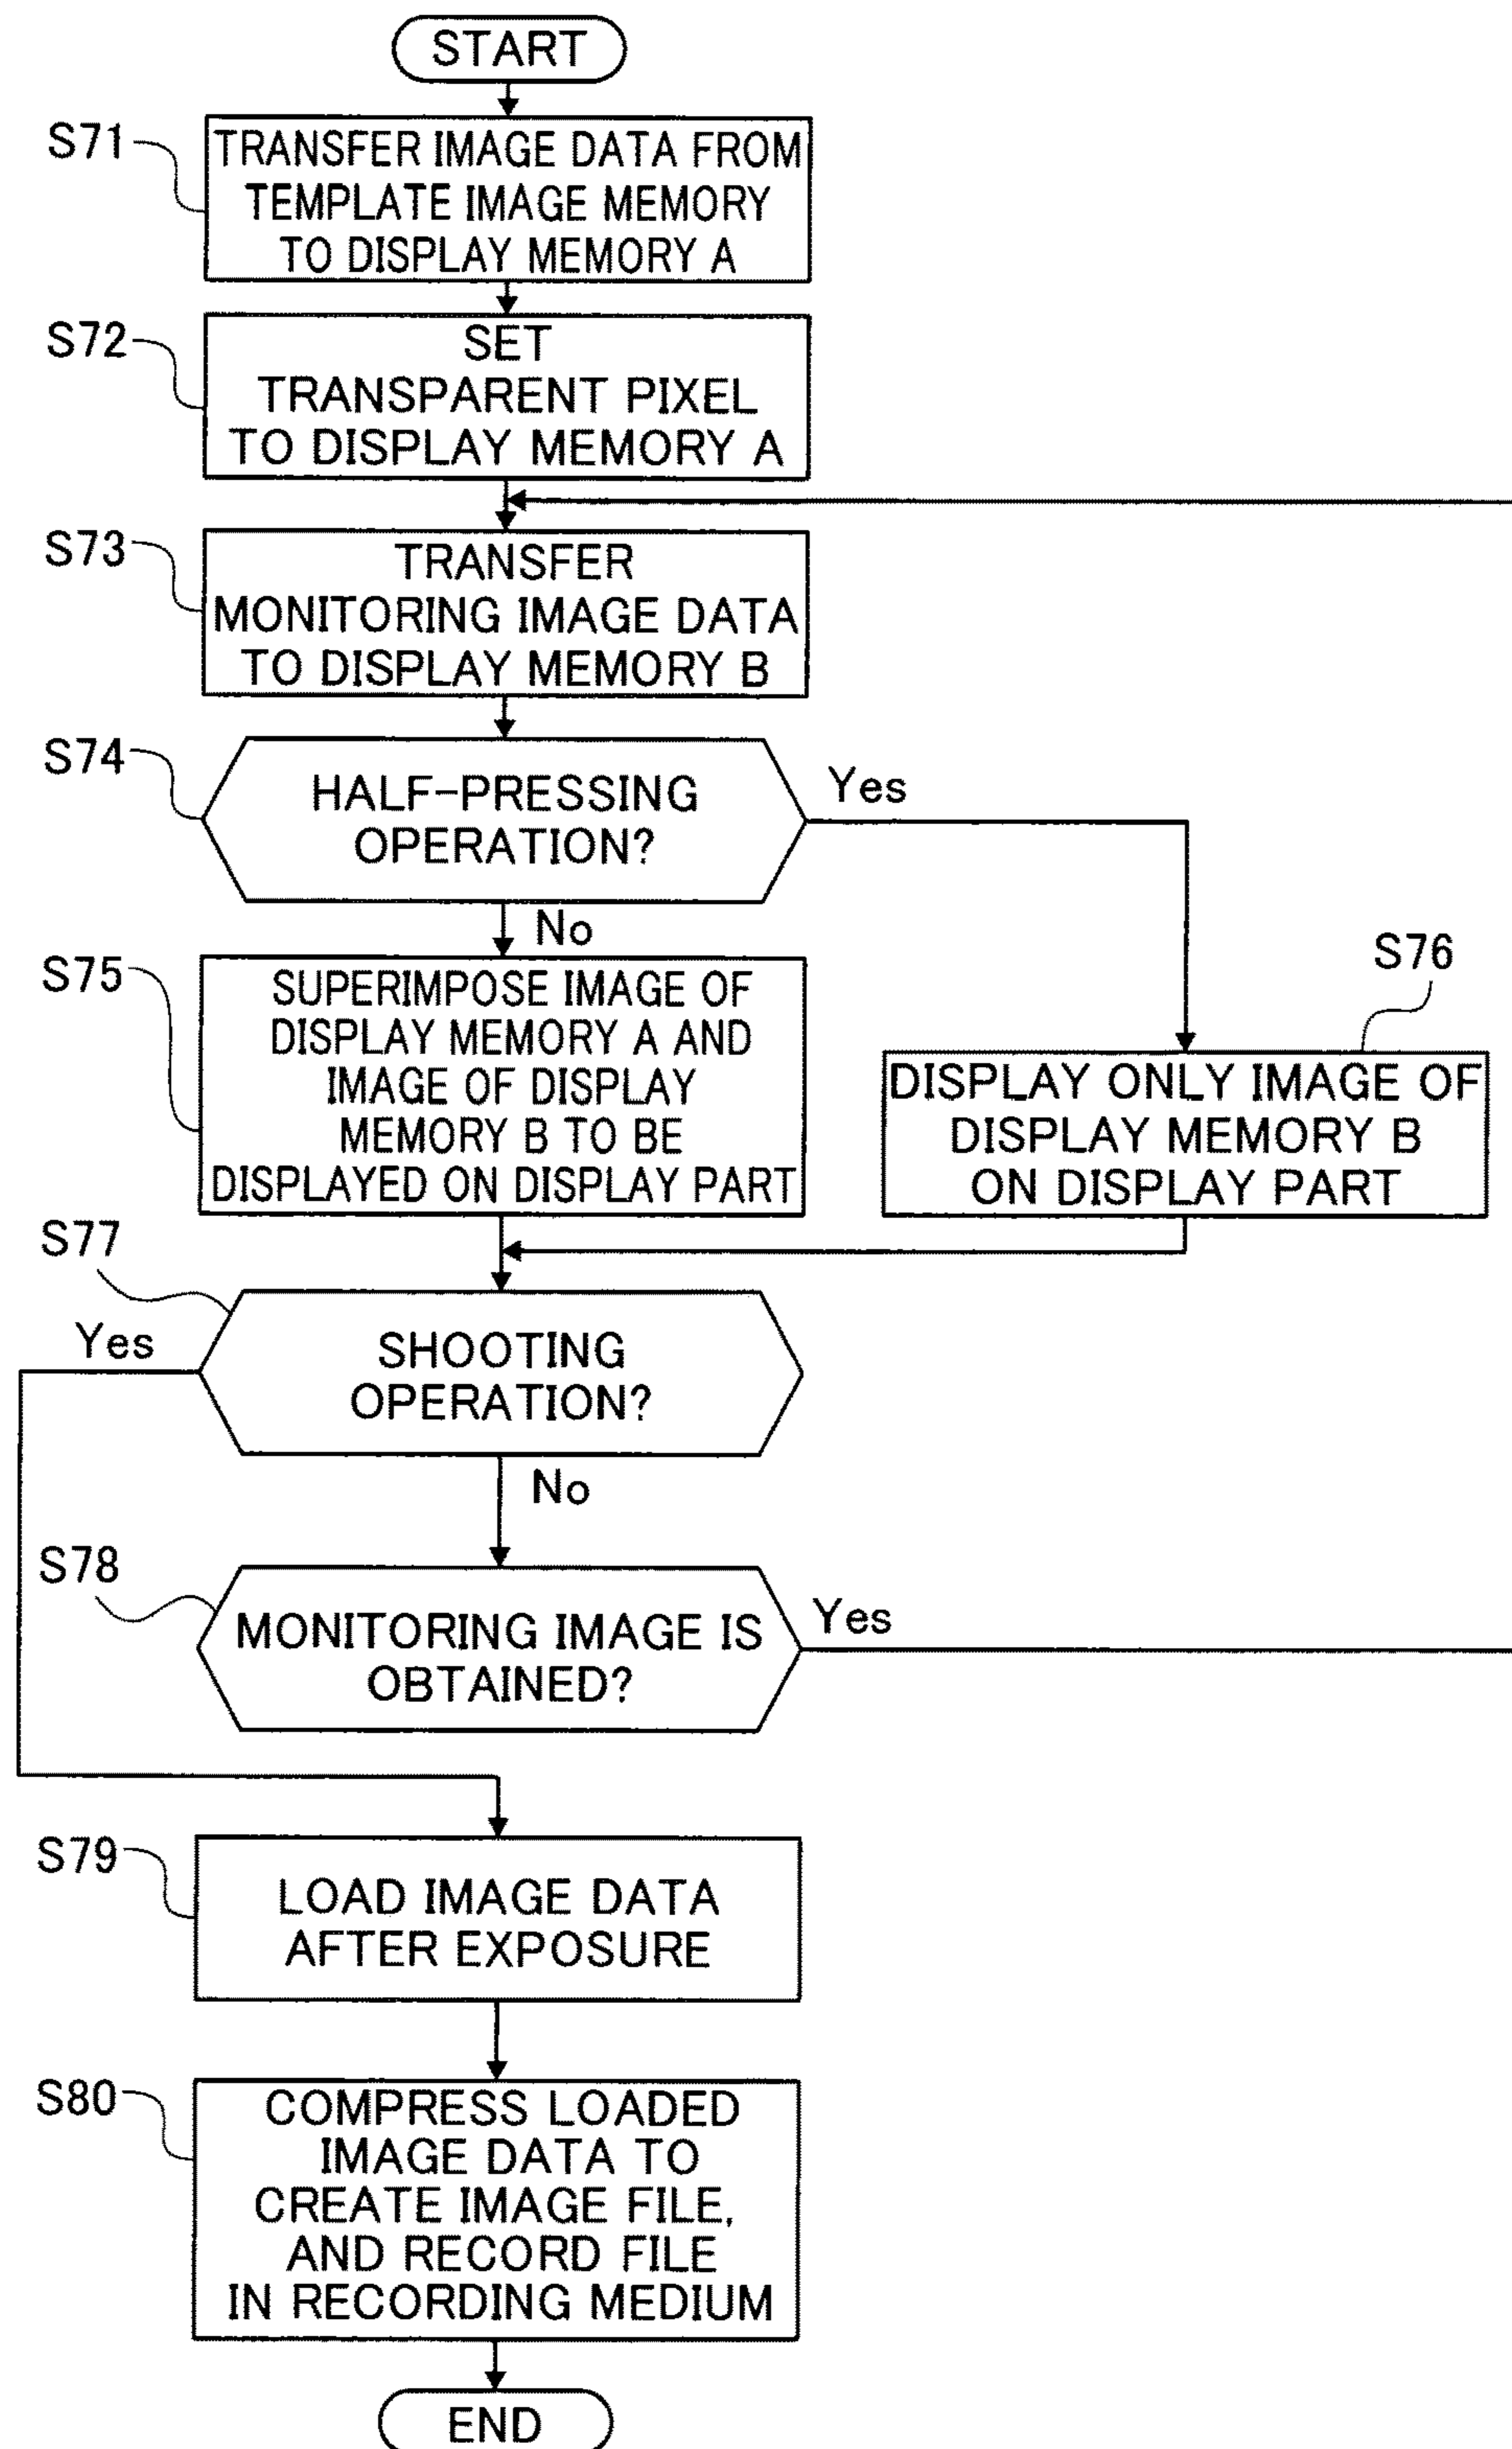 START
S71
TRANSFER IMAGE DATA FROM
TEMPLATE IMAGE MEMORY
TO DISPLAY MEMORY A
S72
SET
TRANSPARENT PIXEL
TO DISPLAY MEMORY A
S73
TRANSFER
MONITORING IMAGE DATA
TO DISPLAY MEMORY B
S74
HALF-PRESSING
OPERATION?
Yes
No
S75
SUPERIMPOSE IMAGE OF
DISPLAY MEMORY A AND
IMAGE OF DISPLAY
MEMORY B TO BE
DISPLAYED ON DISPLAY PART
S76
DISPLAY ONLY IMAGE OF
DISPLAY MEMORY B
ON DISPLAY PART
S77
Yes
SHOOTING
OPERATION?
No
S78
MONITORING IMAGE IS
OBTAINED?
Yes
S79
LOAD IMAGE DATA
AFTER EXPOSURE
S80
COMPRESS LOADED
IMAGE DATA TO
CREATE IMAGE FILE,
AND RECORD FILE
IN RECORDING MEDIUM
END